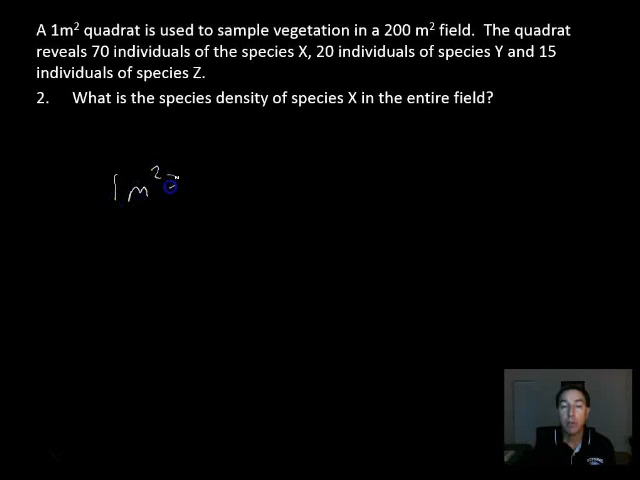 A 1m² quadrat is used to sample vegetation in a 200 m² field. The quadrat
reveals 70 individuals of the species X, 20 individuals of species Y and 15
individuals of species Z.
2. What is the species density of species X in the entire field?
1 m² =